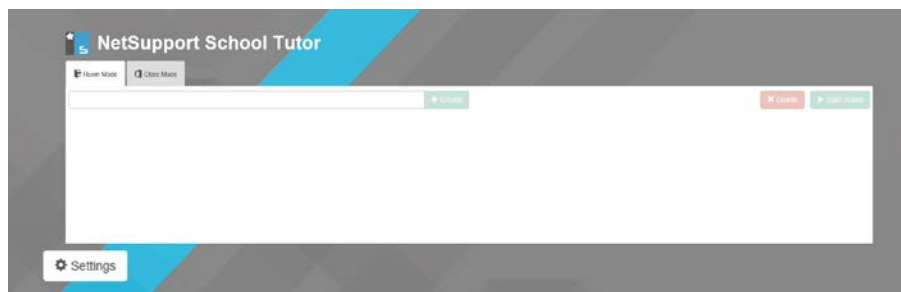 NetSupport School Tutor
Room Mode
Class Mode
Create
Delete
Start Room
Settings